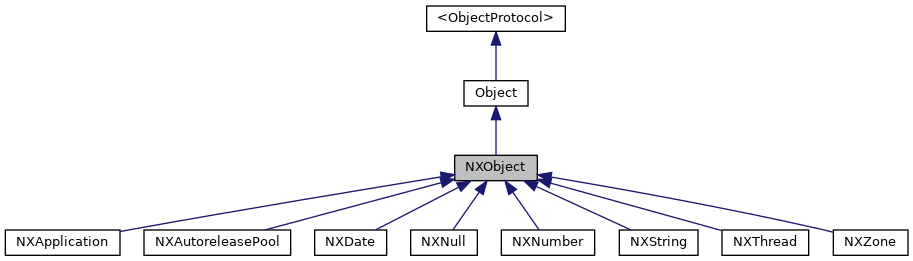 <ObjectProtocol>
Object
NXObject
NXApplication
NXAutoreleasePool
NXDate
NXNull
NXNumber
NXString
NXThread
NXZone